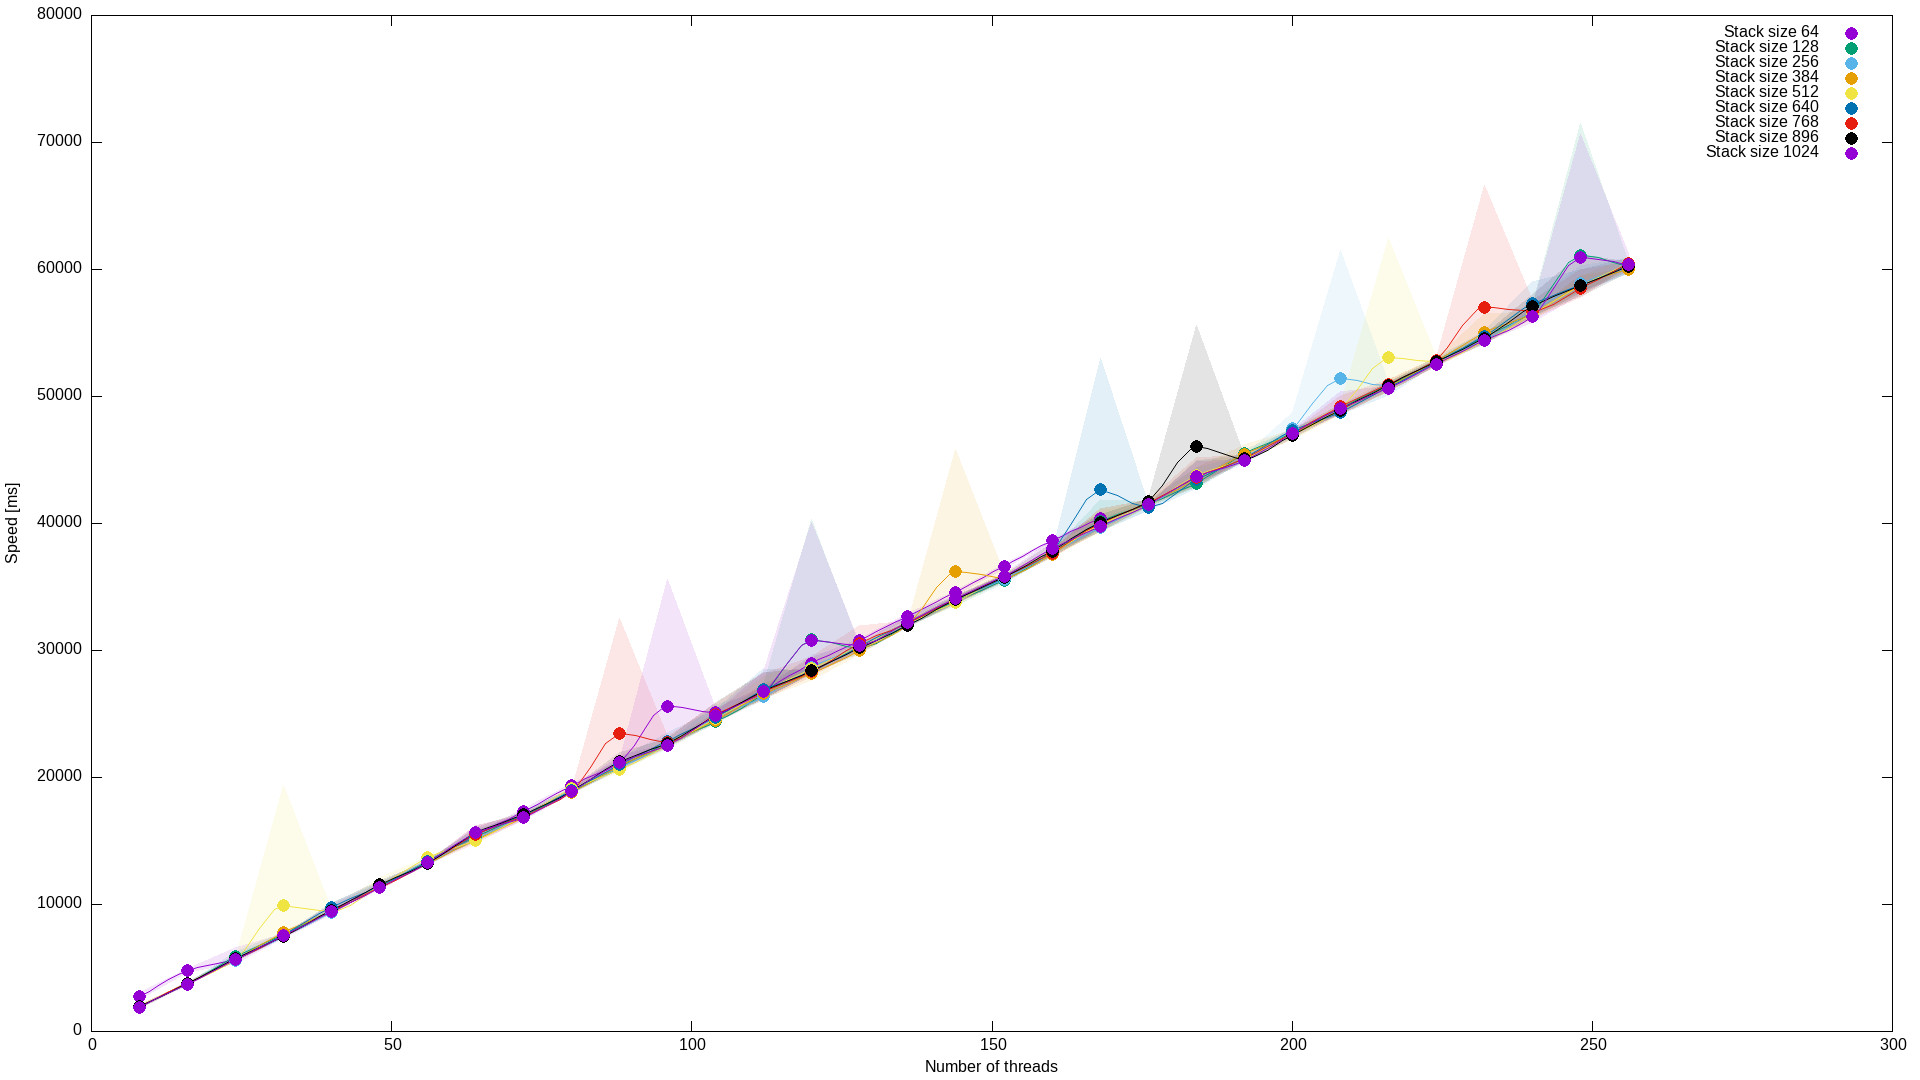 80000
70000
60000
50000
40000
30000
20000
10000
0
Speed [ms]
Stack size 64
Stack size 128
Stack size 256
Stack size 384
Stack size 512
Stack size 640
Stack size 768
Stack size 896
Stack size 1024
0 50 100 150 200 250 300
Number of threads